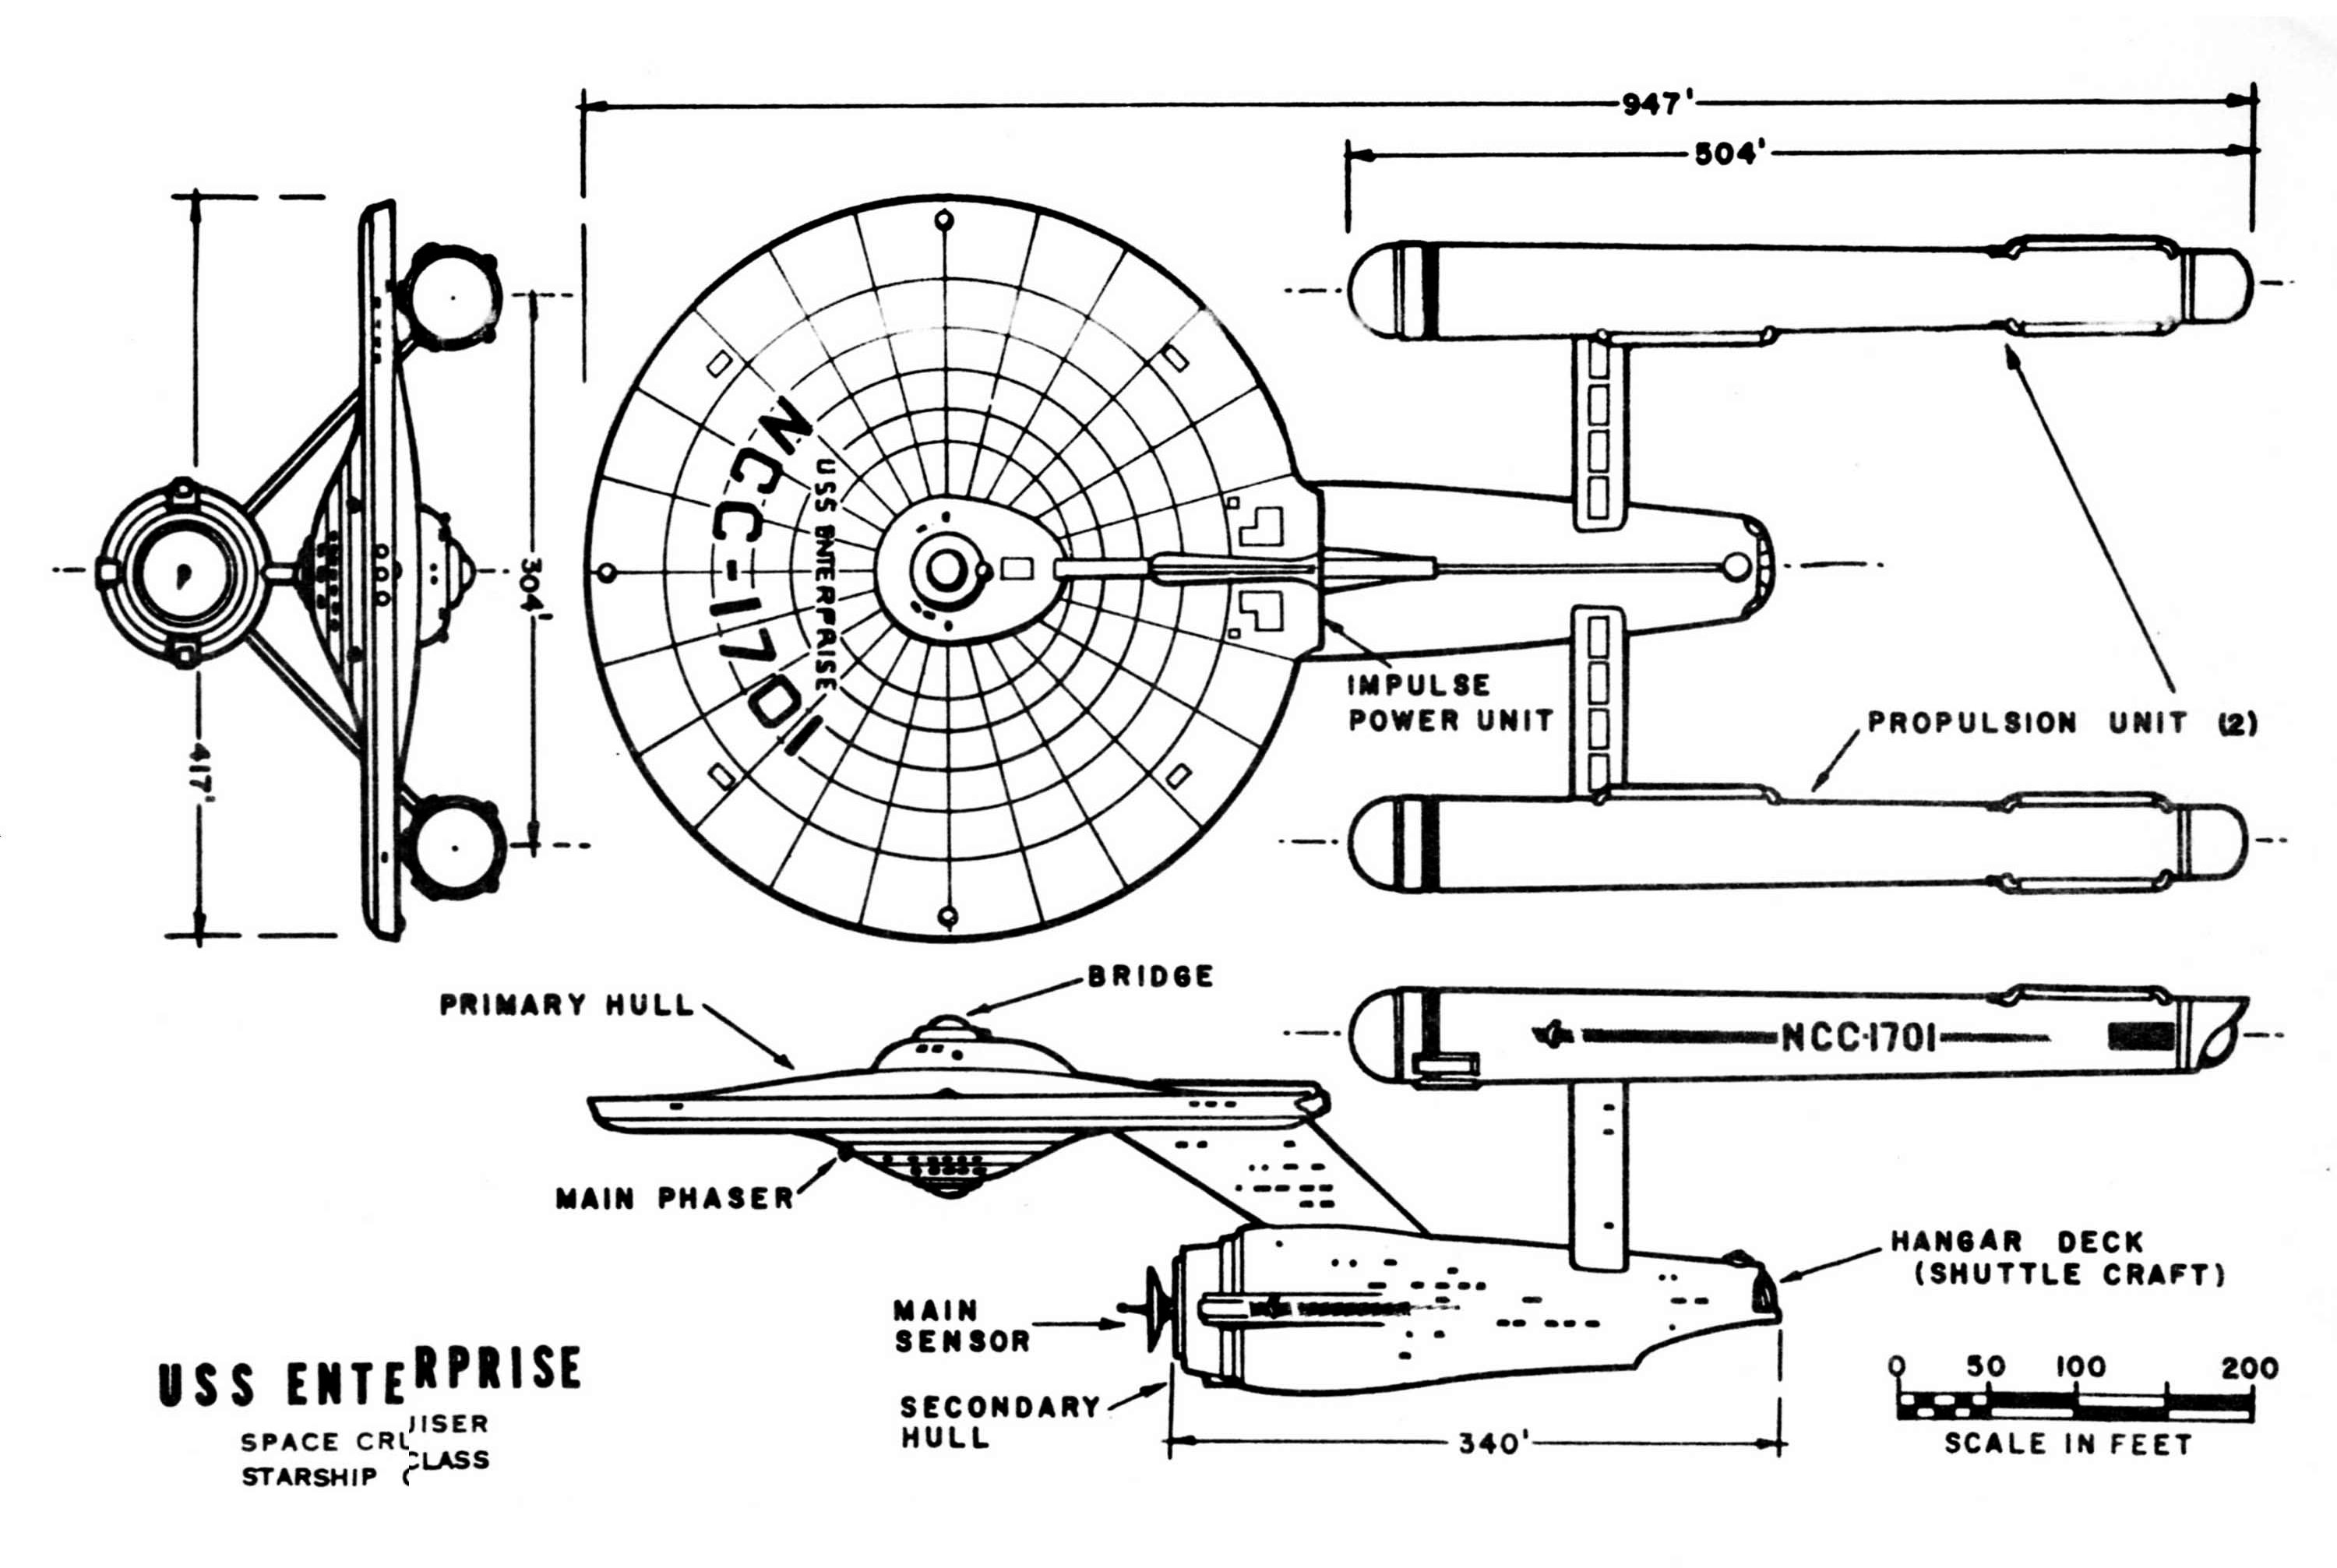 947'
504'
417'
304'
NCC-1701
USS ENTERPRISE
IMPULSE
POWER UNIT
PROPULSION UNIT (2)
PRIMARY HULL
BRIDGE
NCC-1701
MAIN PHASER
HANGAR DECK
(SHUTTLE CRAFT)
MAIN
SENSOR
SECONDARY
HULL
340'
0 50 100 200
SCALE IN FEET
USS ENTERPRISE
SPACE CRUISER
STARSHIP CLASS